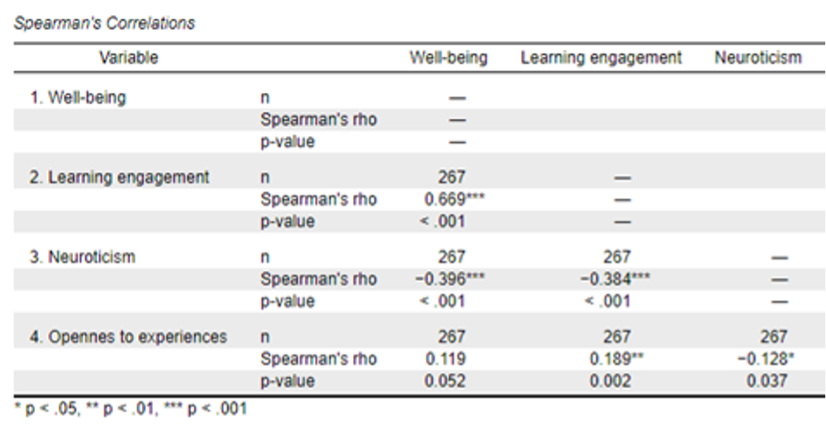 Spearman's Correlations
Variable Well-being Learning engagement Neuroticism
1. Well-being n —
Spearman's rho —
p-value —
2. Learning engagement n 267 —
Spearman's rho 0.669*** —
p-value < .001 —
3. Neuroticism n 267 267 —
Spearman's rho −0.396*** −0.384*** —
p-value < .001 < .001 —
4. Opennes to experiences n 267 267 267
Spearman's rho 0.119 0.189** −0.128*
p-value 0.052 0.002 0.037
* p < .05, ** p < .01, *** p < .001